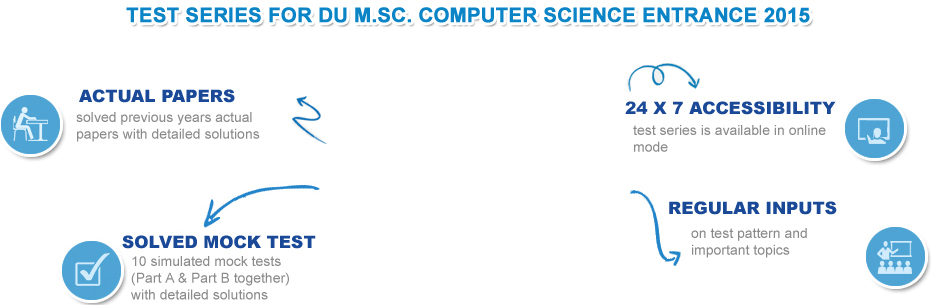 TEST SERIES FOR DU M.SC. COMPUTER SCIENCE ENTRANCE 2015
ACTUAL PAPERS
solved previous years actual
papers with detailed solutions
24 X 7 ACCESSIBILITY
test series is available in online
mode
SOLVED MOCK TEST
10 simulated mock tests
(Part A & Part B together)
with detailed solutions
REGULAR INPUTS
on test pattern and
important topics